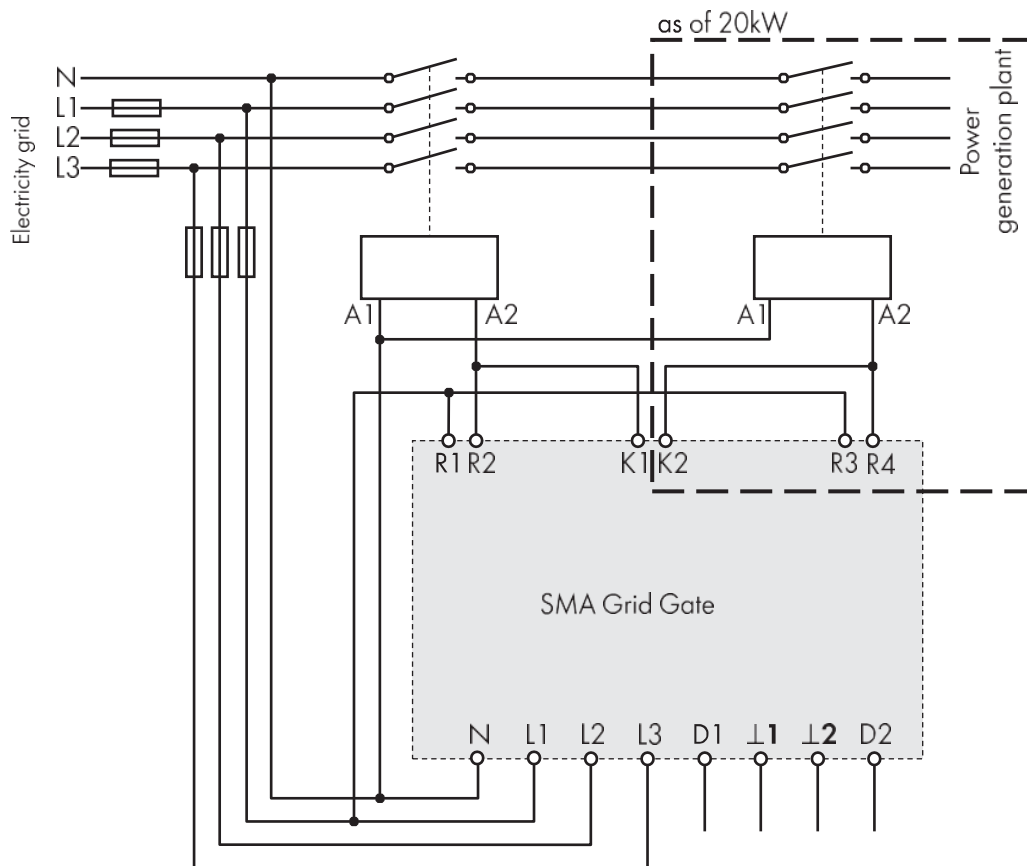 as of 20kW
N
L1
L2
L3
Electricity grid
Power
generation plant
A1 A2
A1 A2
R1 R2 K1 K2 R3 R4
SMA Grid Gate
N L1 L2 L3 D1 ⊥1 ⊥2 D2